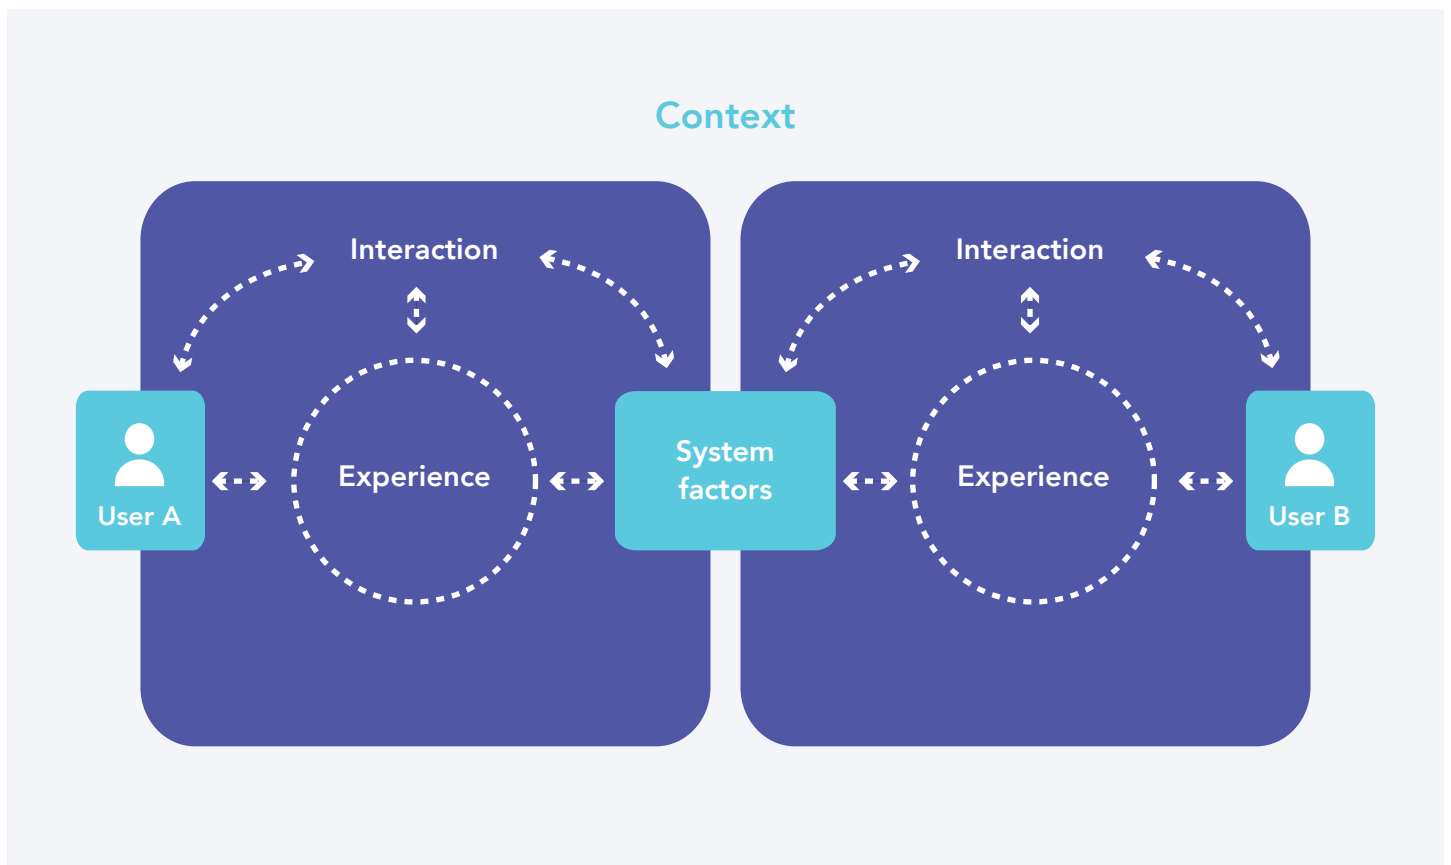 Context
Interaction
Interaction
Experience
System
factors
Experience
User A
User B